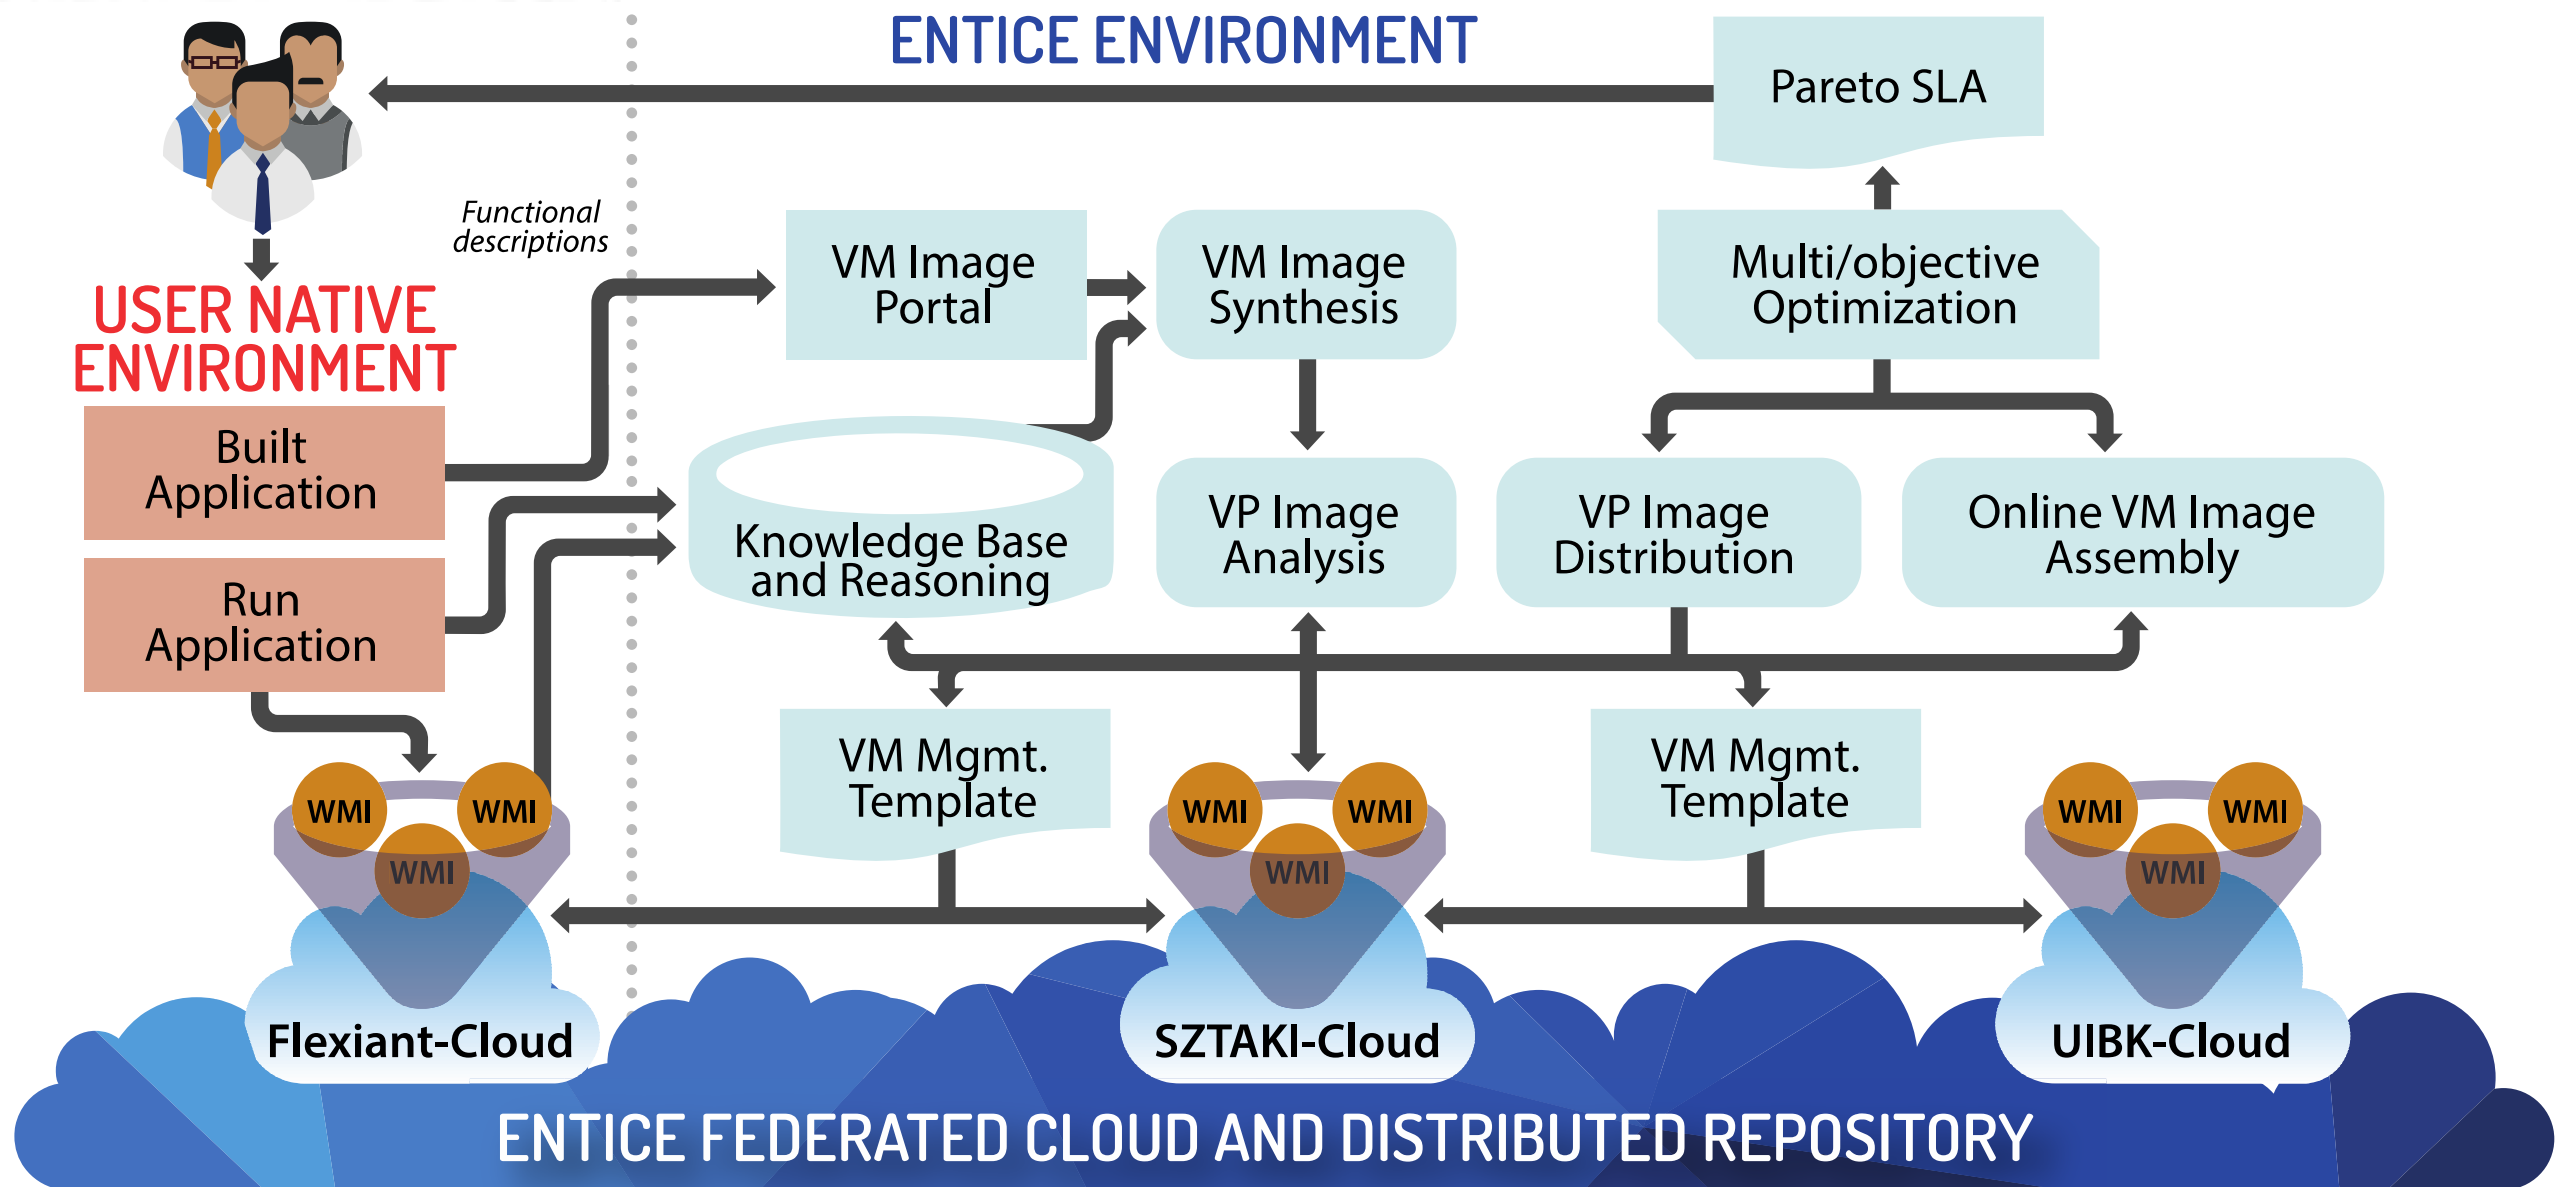 ENTICE ENVIRONMENT
Pareto SLA
Functional
descriptions
USER NATIVE
ENVIRONMENT
VM Image
Portal
VM Image
Synthesis
Multi/objective
Optimization
Built
Application
Run
Application
Knowledge Base
and Reasoning
VP Image
Analysis
VP Image
Distribution
Online VM Image
Assembly
VM Mgmt.
Template
VM Mgmt.
Template
WMI
WMI
WMI
WMI
WMI
WMI
WMI
WMI
WMI
Flexiant-Cloud
SZTAKI-Cloud
UIBK-Cloud
ENTICE FEDERATED CLOUD AND DISTRIBUTED REPOSITORY